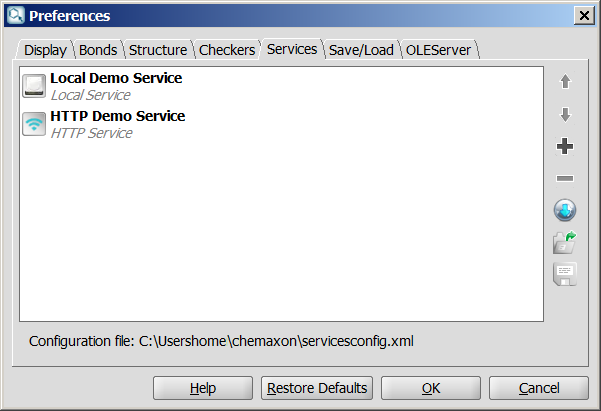 Preferences
Display Bonds Structure Checkers Services Save/Load OLEServer
Local Demo Service
Local Service
HTTP Demo Service
HTTP Service
Configuration file: C:\Usershome\chemaxon\servicesconfig.xml
Help Restore Defaults OK Cancel